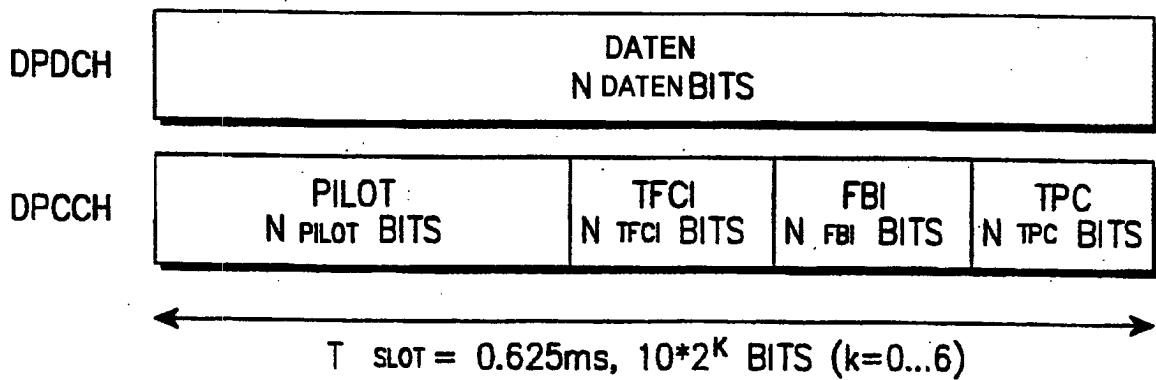 DPDCH
DATEN
N DATEN BITS
DPCCH
PILOT
N PILOT BITS
TFCI
N TFCI BITS
FBI
N FBI BITS
TPC
N TPC BITS
T SLOT = 0.625ms, 10*2^K BITS (k=0...6)